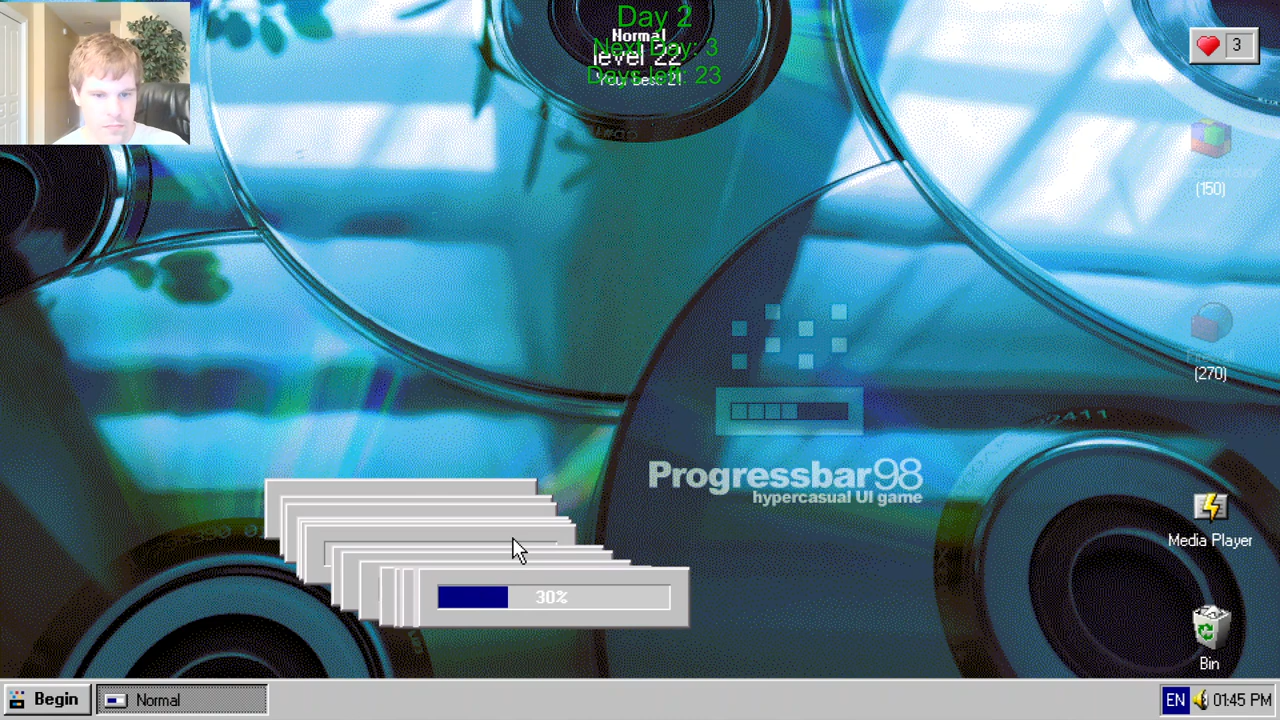 Day 2
Normal
Next Day: 3
level 22
Days left: 23
Your Best: 21
3
(150)
(270)
Progressbar98
hypercasual UI game
Media Player
30%
Bin
Begin
Normal
EN
01:45 PM